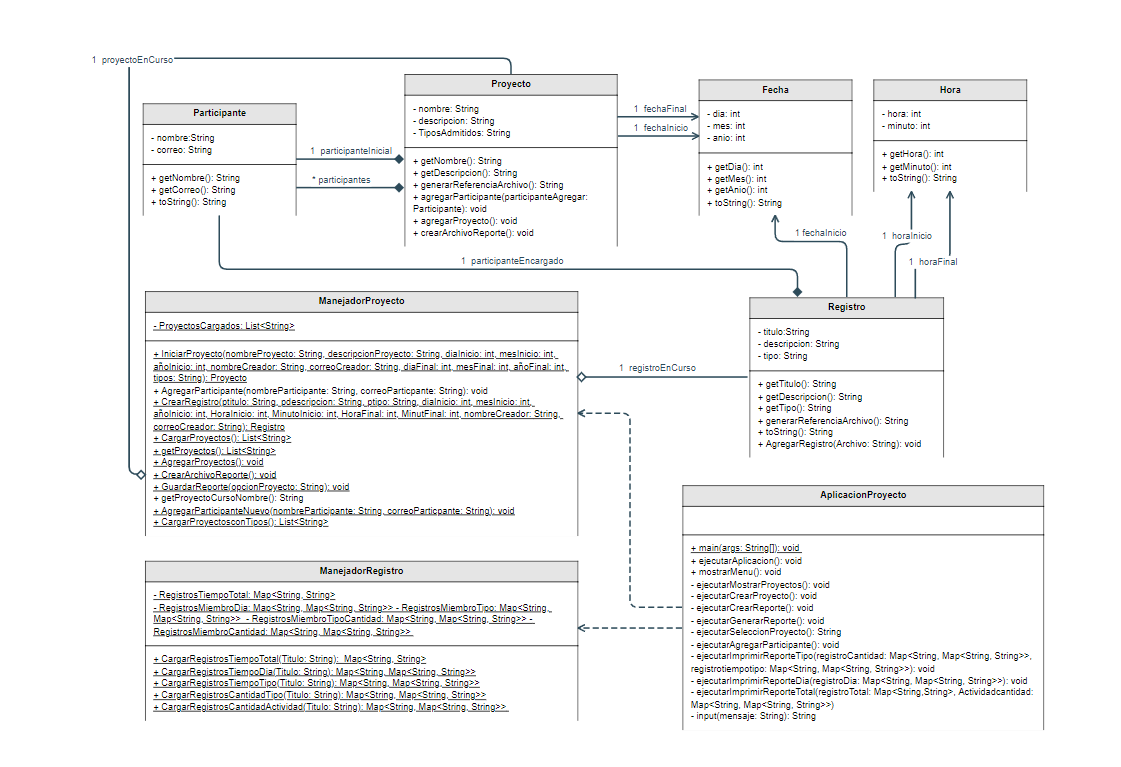 1 proyectoEnCurso
Proyecto
- nombre: String
- descripcion: String
- TiposAdmitidos: String
+ getNombre(): String
+ getDescripcion(): String
+ generarReferenciaArchivo(): String
+ agregarParticipante(participanteAgregar:
Participante): void
+ agregarProyecto(): void
+ crearArchivoReporte(): void
Participante
- nombre:String
- correo: String
+ getNombre(): String
+ getCorreo(): String
+ toString(): String
1 participanteInicial
* participantes
1 fechaFinal
1 fechaInicio
Fecha
- dia: int
- mes: int
- anio: int
+ getDia(): int
+ getMes(): int
+ getAnio(): int
+ toString(): String
Hora
- hora: int
- minuto: int
+ getHora(): int
+ getMinuto(): int
+ toString(): String
1 fechaInicio
1 horaInicio
1 horaFinal
1 participanteEncargado
ManejadorProyecto
- ProyectosCargados: List<String>
+ IniciarProyecto(nombreProyecto: String, descripcionProyecto: String, diaInicio: int, mesInicio: int,
añoInicio: int, nombreCreador: String, correoCreador: String, diaFinal: int, mesFinal: int, añoFinal: int,
tipos: String): Proyecto
+ AgregarParticipante(nombreParticipante: String, correoParticpante: String): void
+ CrearRegistro(ptitulo: String, pdescripcion: String, ptipo: String, diaInicio: int, mesInicio: int,
añoInicio: int, HoraInicio: int, MinutoInicio: int, HoraFinal: int, MinutFinal: int, nombreCreador: String,
correoCreador: String): Registro
+ CargarProyectos(): List<String>
+ getProyectos(): List<String>
+ AgregarProyectos(): void
+ CrearArchivoReporte(): void
+ GuardarReporte(opcionProyecto: String): void
+ getProyectoCursoNombre(): String
+ AgregarParticipanteNuevo(nombreParticipante: String, correoParticpante: String): void
+ CargarProyectosconTipos(): List<String>
1 registroEnCurso
Registro
- titulo:String
- descripcion: String
- tipo: String
+ getTitulo(): String
+ getDescripcion(): String
+ getTipo(): String
+ generarReferenciaArchivo(): String
+ toString(): String
+ AgregarRegistro(Archivo: String): void
ManejadorRegistro
- RegistrosTiempoTotal: Map<String, String>
- RegistrosMiembroDia: Map<String, Map<String, String>> - RegistrosMiembroTipo: Map<String,
Map<String, String>> - RegistrosMiembroTipoCantidad: Map<String, Map<String, String>> -
RegistrosMiembroCantidad: Map<String, Map<String, String>>
+ CargarRegistrosTiempoTotal(Titulo: String): Map<String, String>
+ CargarRegistrosTiempoDia(Titulo: String): Map<String, Map<String, String>>
+ CargarRegistrosTiempoTipo(Titulo: String): Map<String, Map<String, String>>
+ CargarRegistrosCantidadTipo(Titulo: String): Map<String, Map<String, String>>
+ CargarRegistrosCantidadActividad(Titulo: String): Map<String, Map<String, String>>
AplicacionProyecto
+ main(args: String[]): void
+ ejecutarAplicacion(): void
+ mostrarMenu(): void
- ejecutarMostrarProyectos(): void
- ejecutarCrearProyecto(): void
- ejecutarCrearReporte(): void
- ejecutarGenerarReporte(): void
- ejecutarSeleccionProyecto(): String
- ejecutarAgregarParticipante(): void
- ejecutarImprimirReporteTipo(registroCantidad: Map<String, Map<String, String>>,
registrotiempotipo: Map<String, Map<String, String>>): void
- ejecutarImprimirReporteDia(registroDia: Map<String, Map<String, String>>): void
- ejecutarImprimirReporteTotal(registroTotal: Map<String,String>, Actividadcantidad:
Map<String, Map<String, String>>)
- input(mensaje: String): String